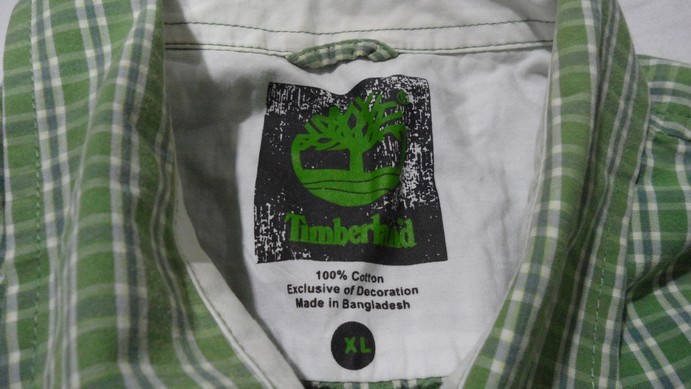 Timberland
100% Cotton
Exclusive of Decoration
Made in Bangladesh
XL